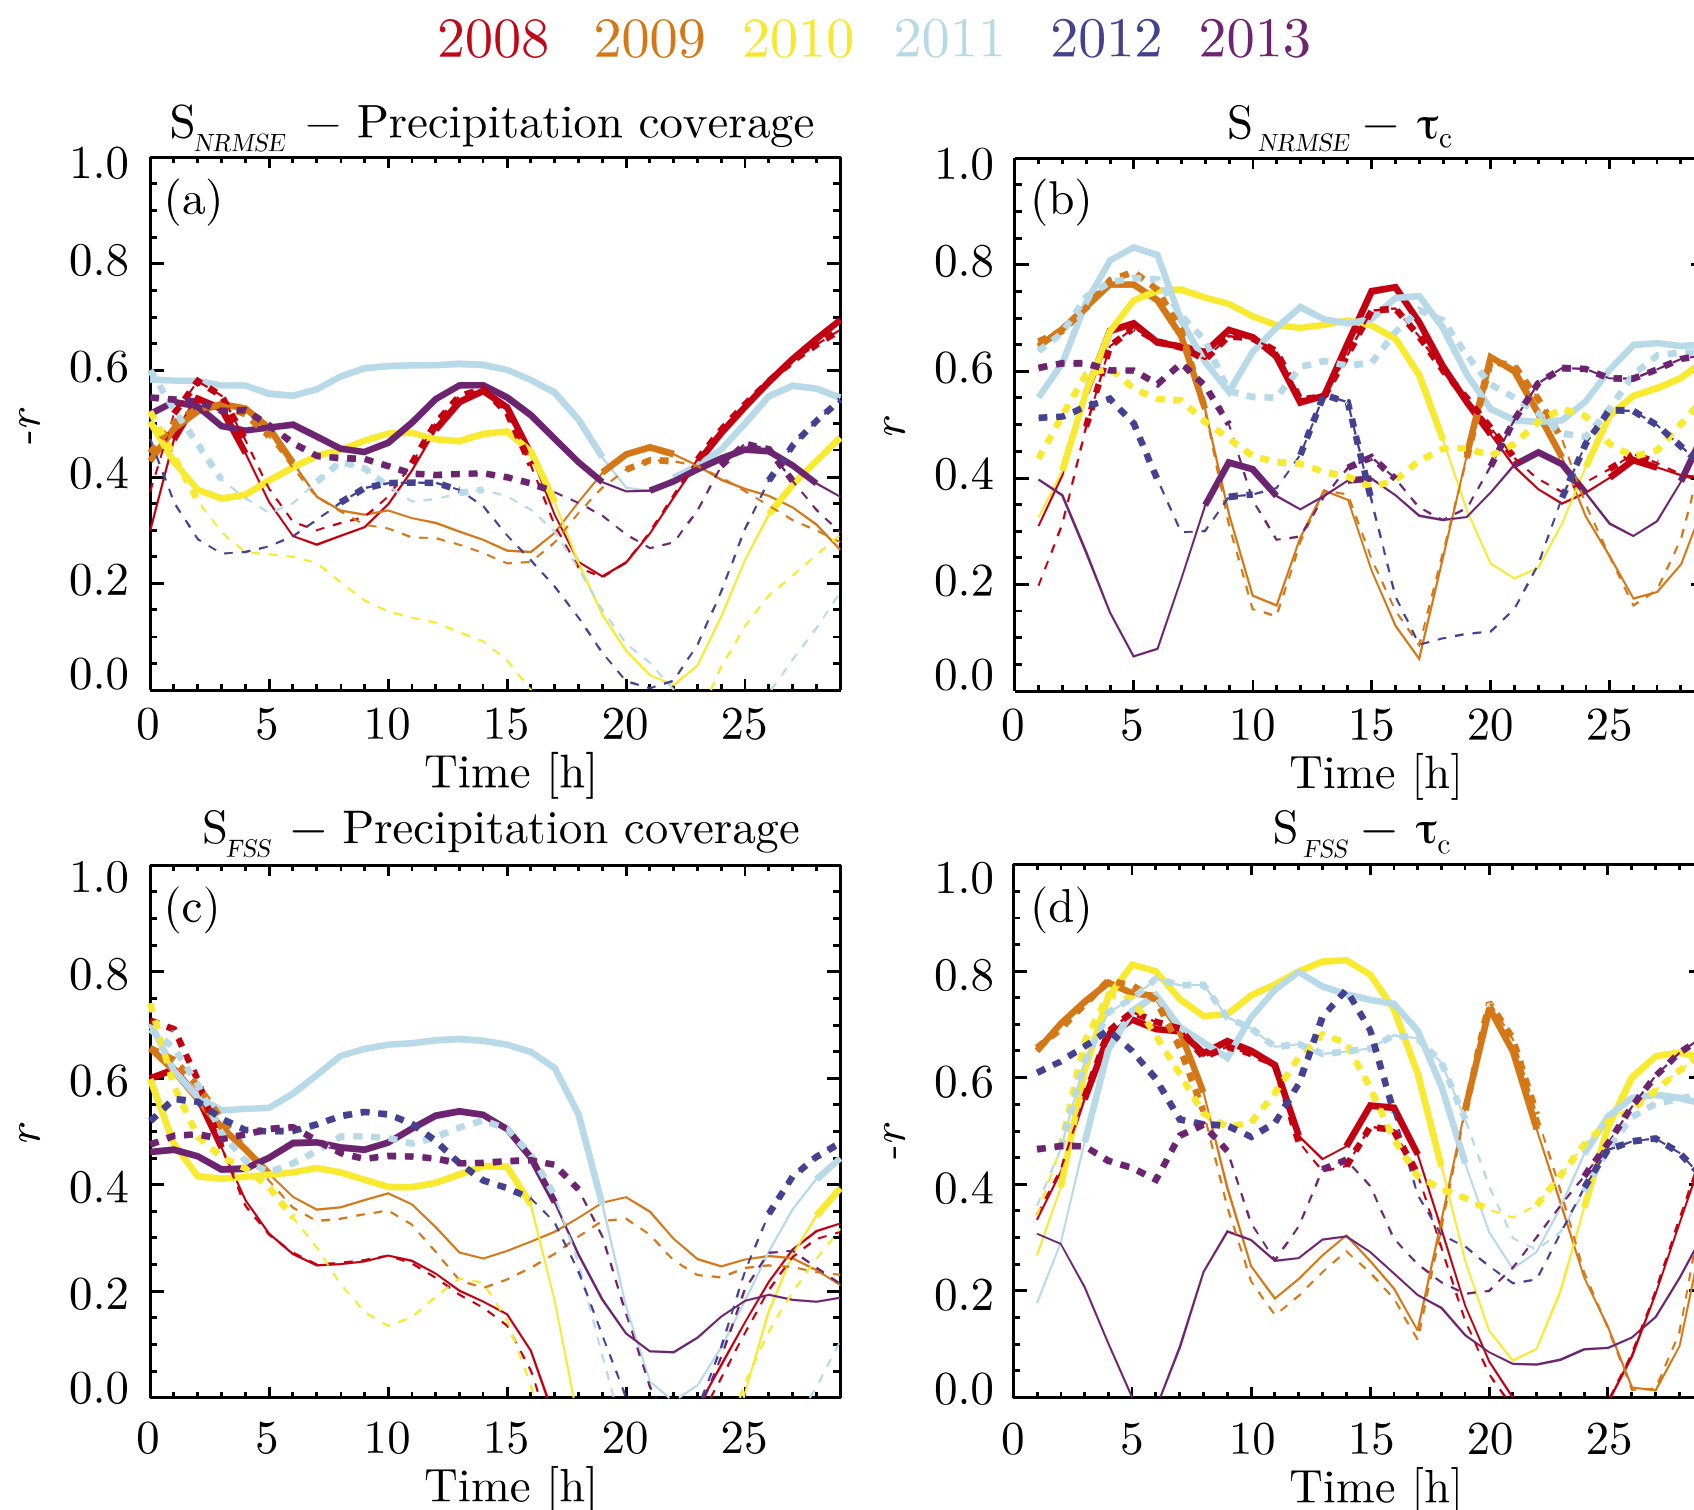 2008 2009 2010 2011 2012 2013
S_NRMSE − Precipitation coverage
S_NRMSE − τ_c
(a)
1.0
0.8
0.6
0.4
0.2
0.0
-r
0 5 10 15 20 25
Time [h]
(b)
1.0
0.8
0.6
0.4
0.2
0.0
r
0 5 10 15 20 25
Time [h]
S_FSS − Precipitation coverage
S_FSS − τ_c
(c)
1.0
0.8
0.6
0.4
0.2
0.0
r
0 5 10 15 20 25
Time [h]
(d)
1.0
0.8
0.6
0.4
0.2
0.0
-r
0 5 10 15 20 25
Time [h]